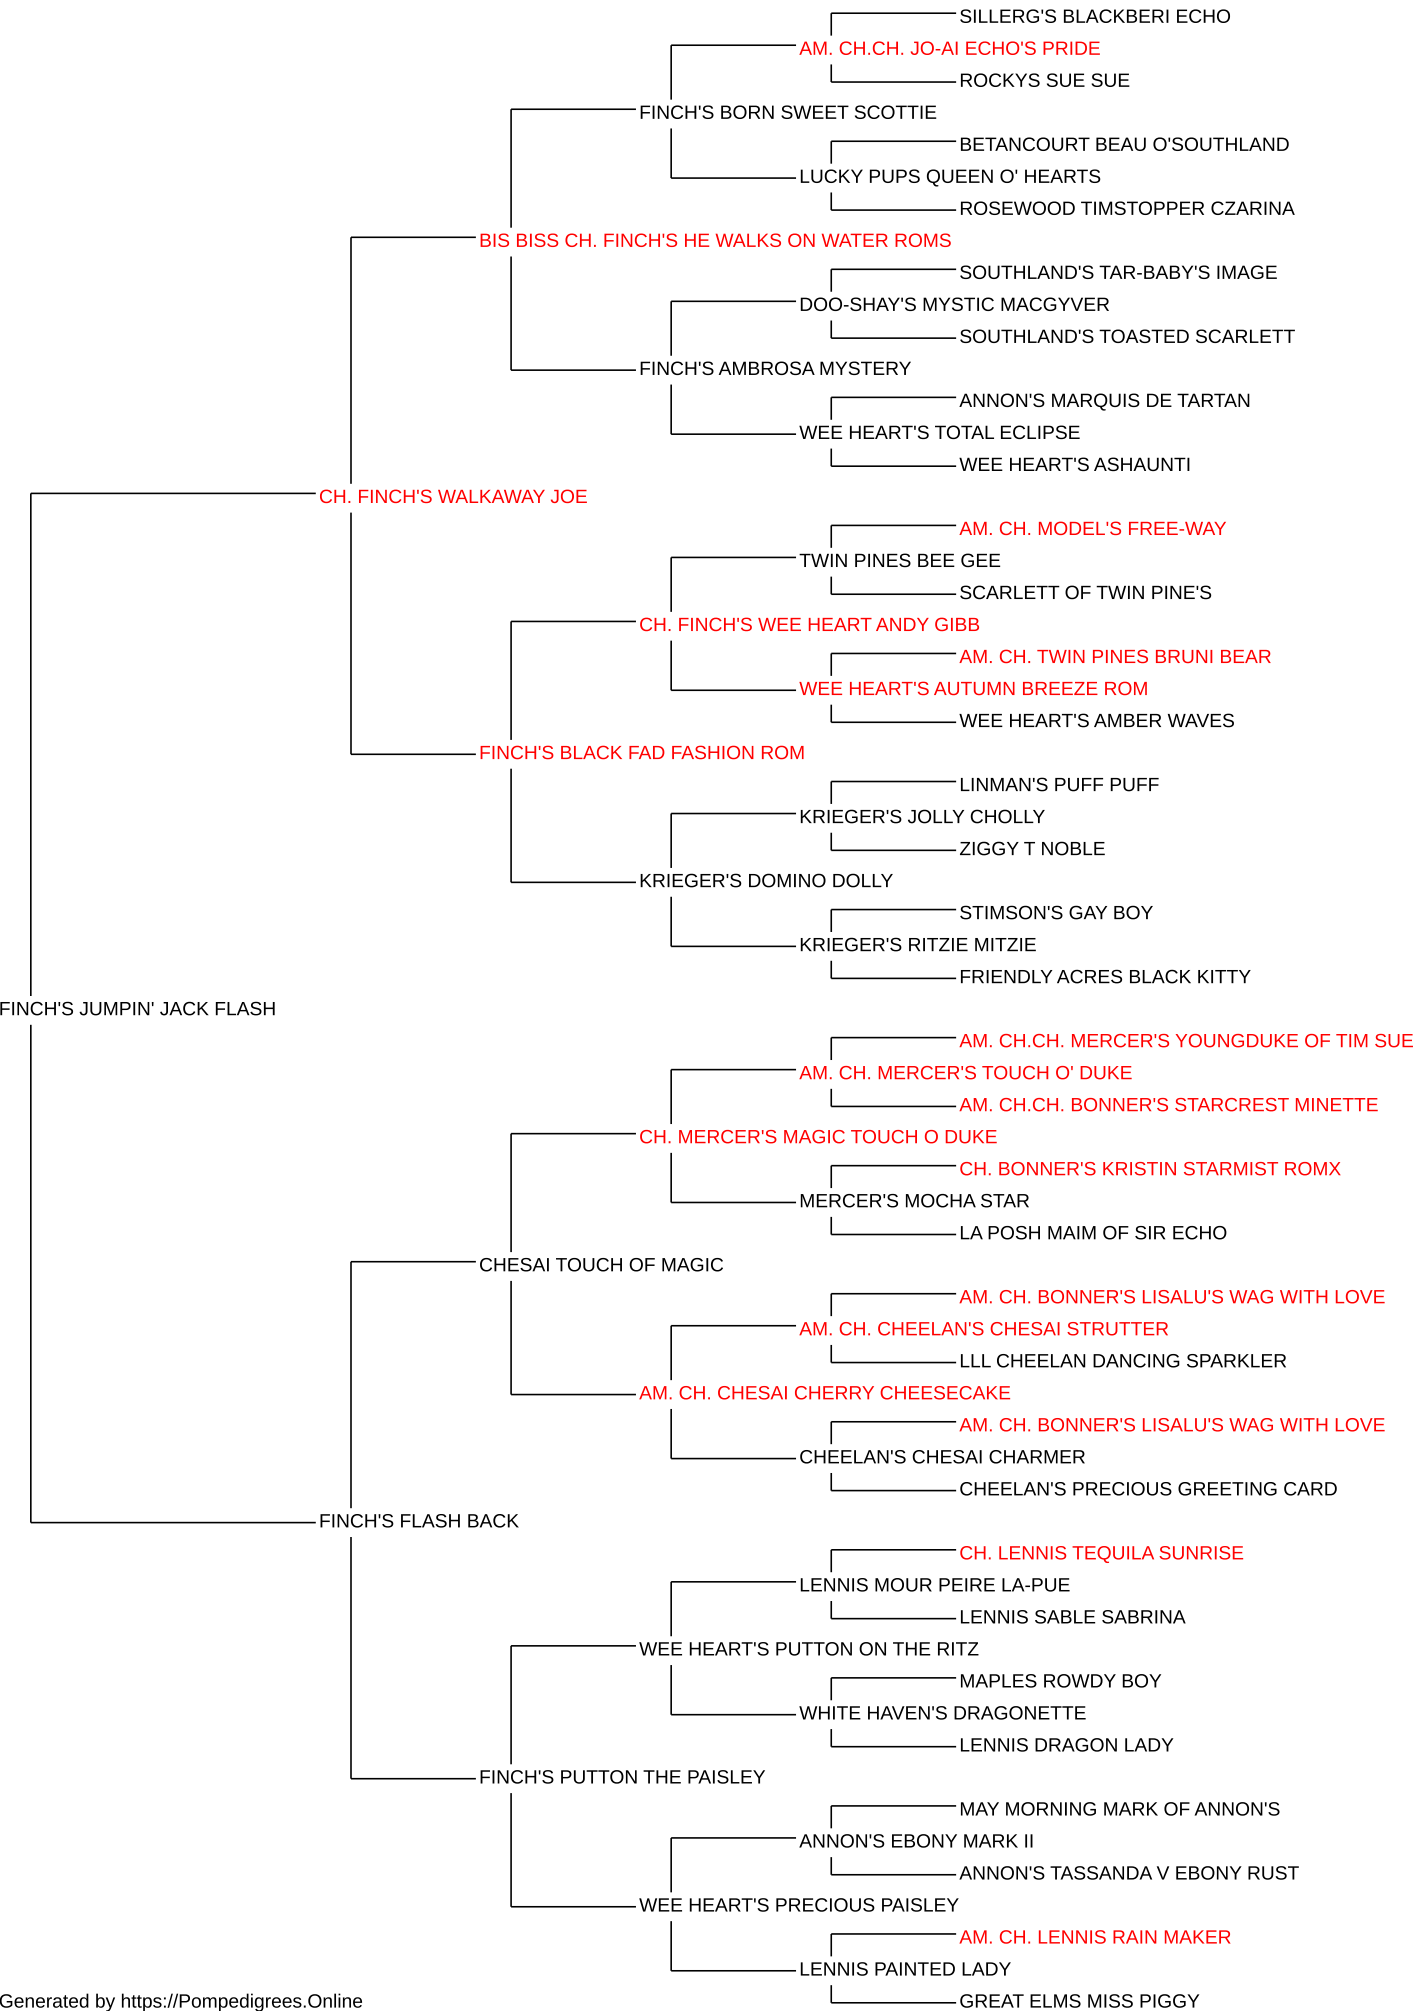 SILLERG'S BLACKBERI ECHO
AM. CH.CH. JO-AI ECHO'S PRIDE
ROCKYS SUE SUE
FINCH'S BORN SWEET SCOTTIE
BETANCOURT BEAU O'SOUTHLAND
LUCKY PUPS QUEEN O' HEARTS
ROSEWOOD TIMSTOPPER CZARINA
BIS BISS CH. FINCH'S HE WALKS ON WATER ROMS
SOUTHLAND'S TAR-BABY'S IMAGE
DOO-SHAY'S MYSTIC MACGYVER
SOUTHLAND'S TOASTED SCARLETT
FINCH'S AMBROSA MYSTERY
ANNON'S MARQUIS DE TARTAN
WEE HEART'S TOTAL ECLIPSE
WEE HEART'S ASHAUNTI
CH. FINCH'S WALKAWAY JOE
AM. CH. MODEL'S FREE-WAY
TWIN PINES BEE GEE
SCARLETT OF TWIN PINE'S
CH. FINCH'S WEE HEART ANDY GIBB
AM. CH. TWIN PINES BRUNI BEAR
WEE HEART'S AUTUMN BREEZE ROM
WEE HEART'S AMBER WAVES
FINCH'S BLACK FAD FASHION ROM
LINMAN'S PUFF PUFF
KRIEGER'S JOLLY CHOLLY
ZIGGY T NOBLE
KRIEGER'S DOMINO DOLLY
STIMSON'S GAY BOY
KRIEGER'S RITZIE MITZIE
FRIENDLY ACRES BLACK KITTY
FINCH'S JUMPIN' JACK FLASH
AM. CH.CH. MERCER'S YOUNGDUKE OF TIM SUE
AM. CH. MERCER'S TOUCH O' DUKE
AM. CH.CH. BONNER'S STARCREST MINETTE
CH. MERCER'S MAGIC TOUCH O DUKE
CH. BONNER'S KRISTIN STARMIST ROMX
MERCER'S MOCHA STAR
LA POSH MAIM OF SIR ECHO
CHESAI TOUCH OF MAGIC
AM. CH. BONNER'S LISALU'S WAG WITH LOVE
AM. CH. CHEELAN'S CHESAI STRUTTER
LLL CHEELAN DANCING SPARKLER
AM. CH. CHESAI CHERRY CHEESECAKE
AM. CH. BONNER'S LISALU'S WAG WITH LOVE
CHEELAN'S CHESAI CHARMER
CHEELAN'S PRECIOUS GREETING CARD
FINCH'S FLASH BACK
CH. LENNIS TEQUILA SUNRISE
LENNIS MOUR PEIRE LA-PUE
LENNIS SABLE SABRINA
WEE HEART'S PUTTON ON THE RITZ
MAPLES ROWDY BOY
WHITE HAVEN'S DRAGONETTE
LENNIS DRAGON LADY
FINCH'S PUTTON THE PAISLEY
MAY MORNING MARK OF ANNON'S
ANNON'S EBONY MARK II
ANNON'S TASSANDA V EBONY RUST
WEE HEART'S PRECIOUS PAISLEY
AM. CH. LENNIS RAIN MAKER
LENNIS PAINTED LADY
GREAT ELMS MISS PIGGY
Generated by https://Pompedigrees.Online